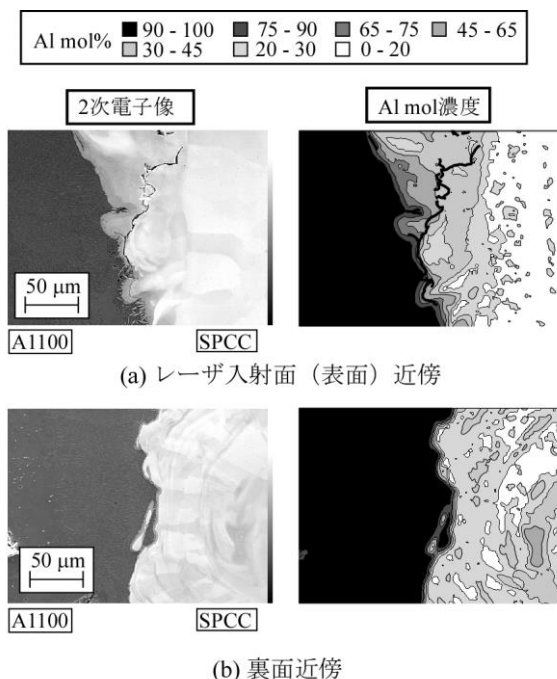 Al mol% ■ 90 - 100 ■ 75 - 90 ■ 65 - 75 ■ 45 - 65
■ 30 - 45 ■ 20 - 30 □ 0 - 20
2次電子像
Al mol濃度
50 μm
A1100
SPCC
(a) レーザ入射面（表面）近傍
50 μm
A1100
SPCC
(b) 裏面近傍